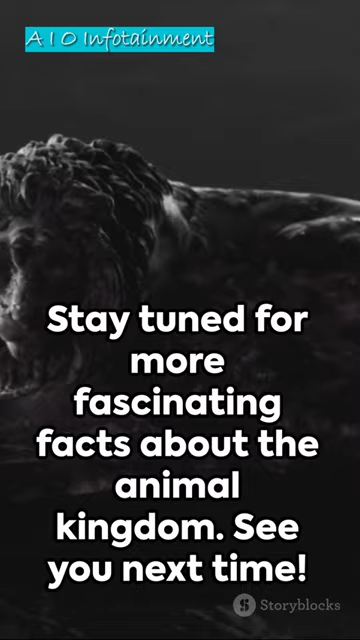 A I O Infotainment
Stay tuned for
more
fascinating
facts about the
animal
kingdom. See
you next time!
Storyblocks